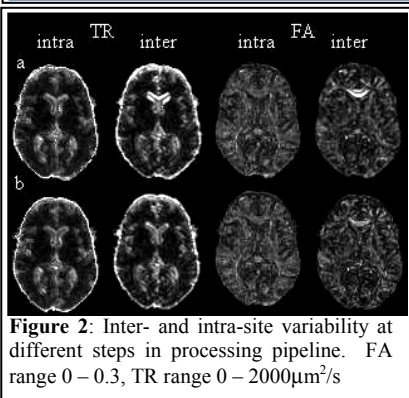 TR FA
intra inter intra inter
a
b
Figure 2: Inter- and intra-site variability at
different steps in processing pipeline. FA
range 0 – 0.3, TR range 0 – 2000μm²/s